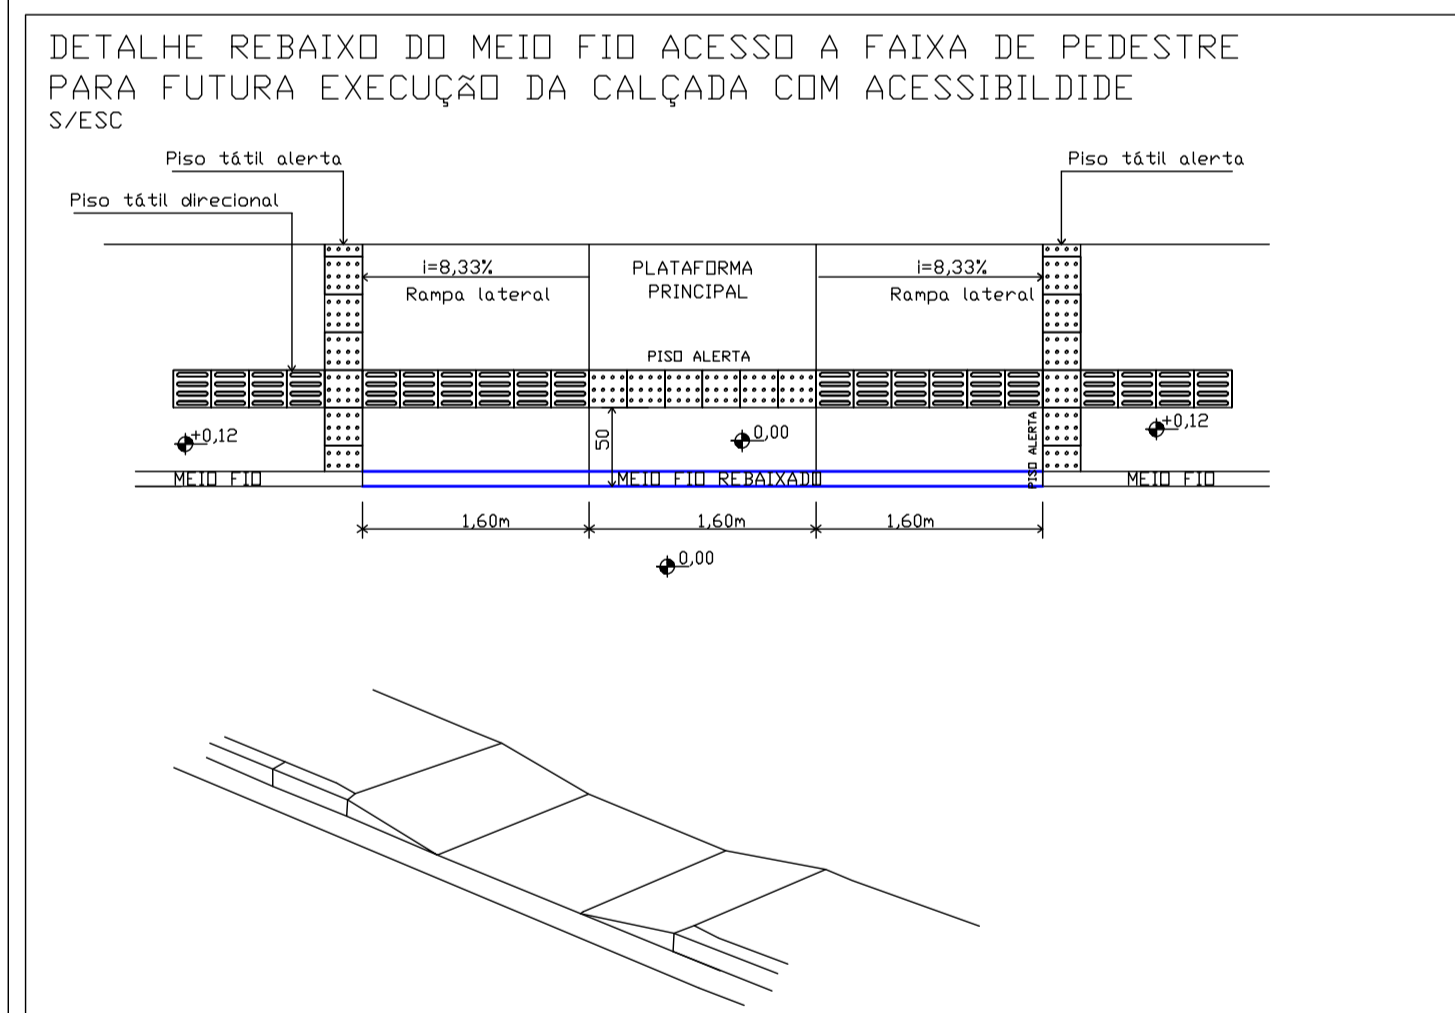 DETALHE REBAIXO DO MEIO FIO ACESSO A FAIXA DE PEDESTRE
PARA FUTURA EXECUÇÃO DA CALÇADA COM ACESSIBILDIDE
S/ESC
Piso tátil alerta
Piso tátil alerta
Piso tátil direcional
i=8,33%
Rampa lateral
PLATAFORMA
PRINCIPAL
i=8,33%
Rampa lateral
PISO ALERTA
+0,12
50
0,00
PISO ALERTA
+0,12
MEIO FIO
MEIO FIO REBAIXADO
MEIO FIO
1,60m
1,60m
1,60m
0,00